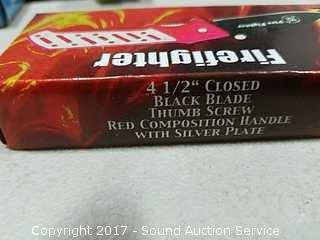 Firefighter
4 1/2" CLOSED
BLACK BLADE
THUMB SCREW
RED COMPOSITION HANDLE
WITH SILVER PLATE
Copyright 2017 - Sound Auction Service